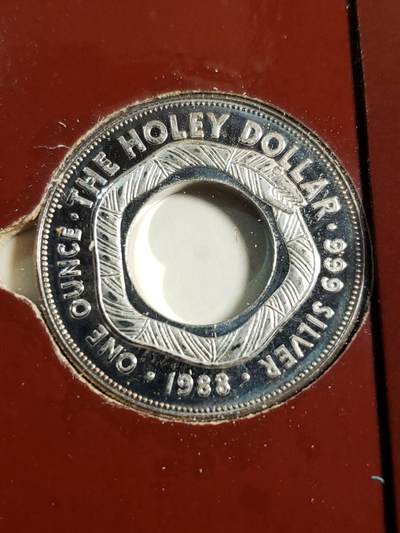 THE HOLEY DOLLAR · 999 SILVER · 1988 · ONE OUNCE ·